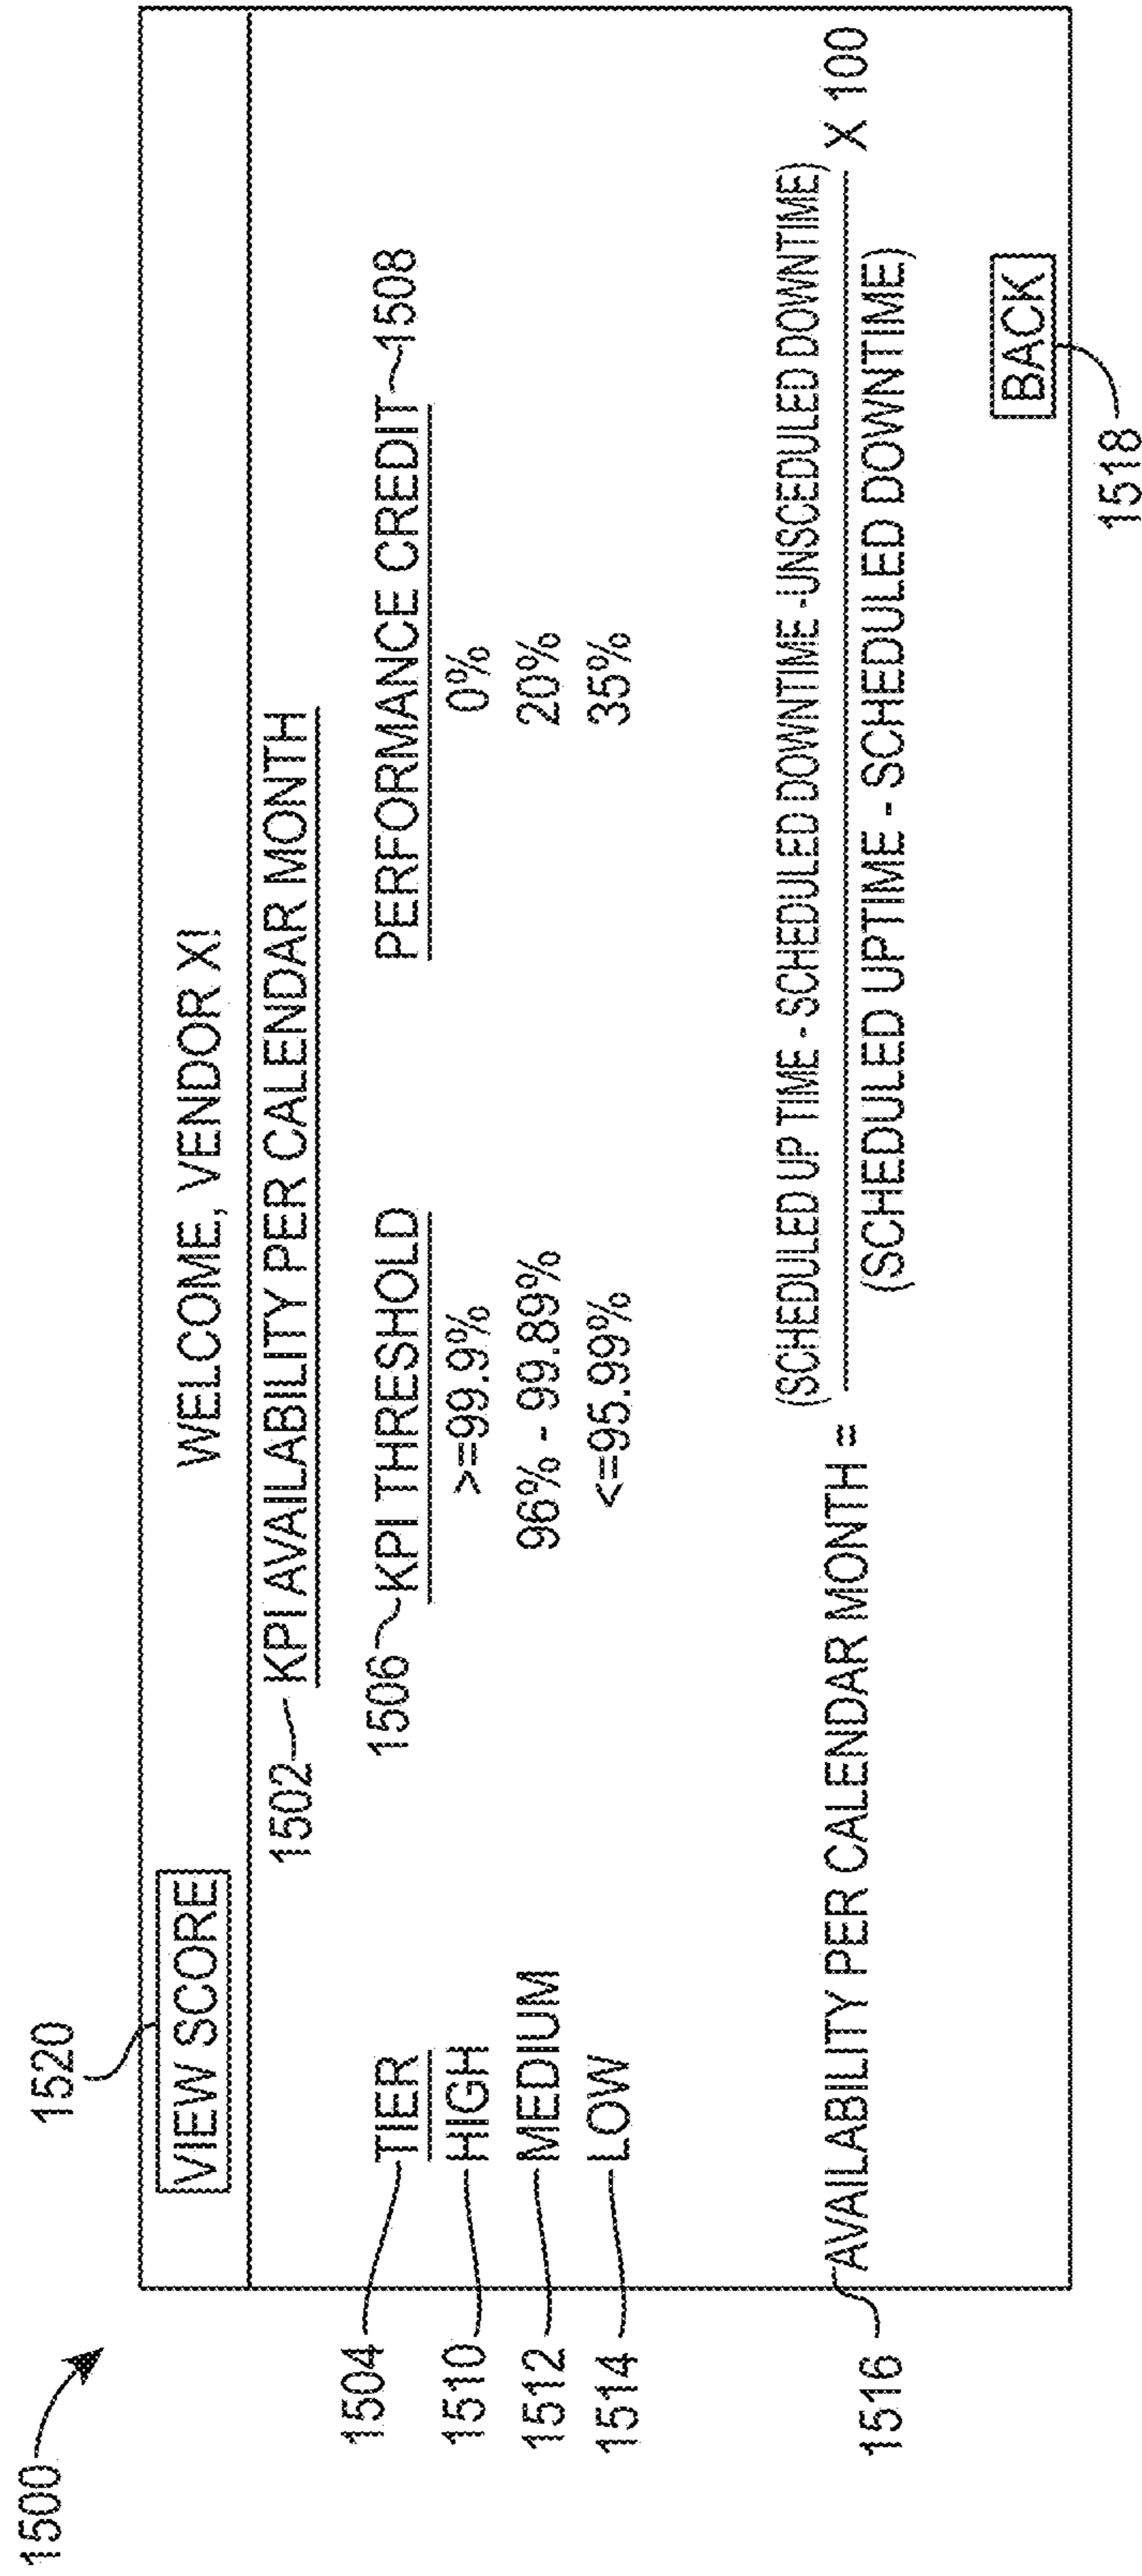 1500
1520
VIEW SCORE
WELCOME, VENDOR X!
1502 KPI AVAILABILITY PER CALENDAR MONTH
1504 TIER 1506 KPI THRESHOLD PERFORMANCE CREDIT 1508
1510 HIGH >=99.9% 0%
1512 MEDIUM 96% - 99.89% 20%
1514 LOW <=95.99% 35%
(SCHEDULED UP TIME - SCHEDULED DOWNTIME -UNSCEDULED DOWNTIME)
1516 AVAILABILITY PER CALENDAR MONTH = X 100
(SCHEDULED UPTIME - SCHEDULED DOWNTIME)
BACK
1518